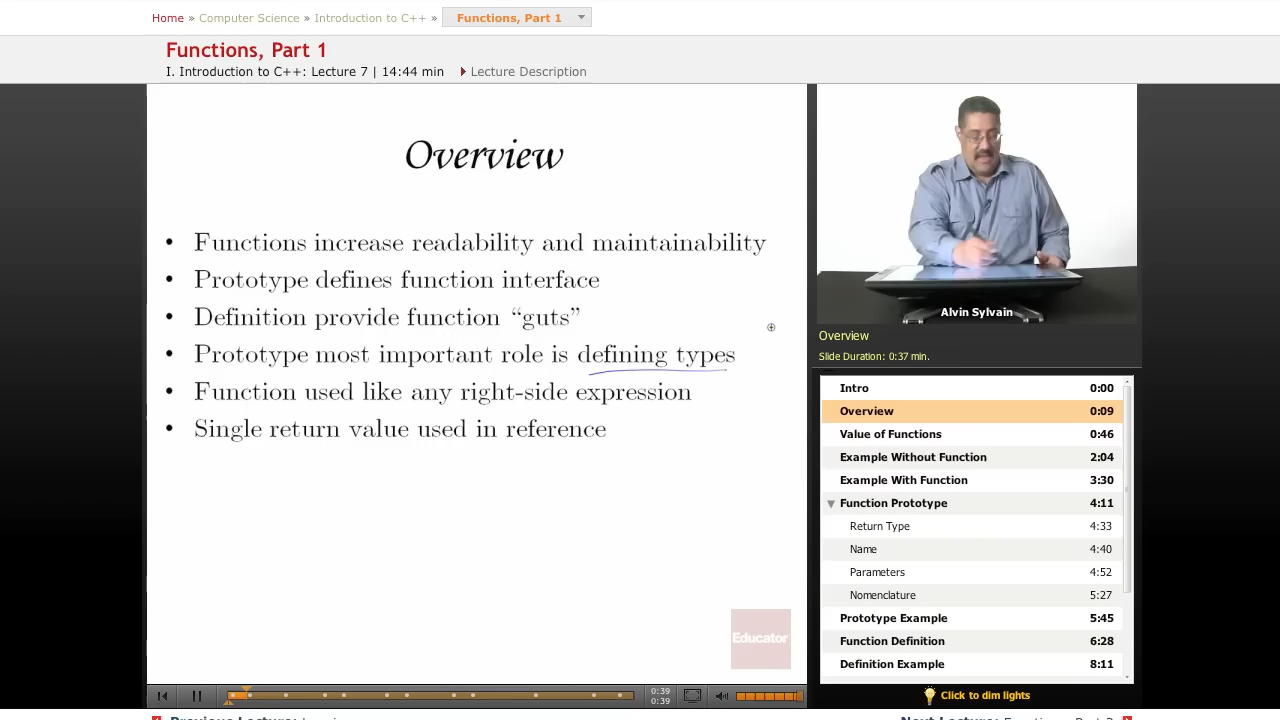 Home » Computer Science » Introduction to C++ » Functions, Part 1
Functions, Part 1
I. Introduction to C++: Lecture 7 | 14:44 min Lecture Description
Overview
• Functions increase readability and maintainability
• Prototype defines function interface
• Definition provide function “guts”
• Prototype most important role is defining types
• Function used like any right-side expression
• Single return value used in reference
Educator
Alvin Sylvain
Overview
Slide Duration: 0:37 min.
Intro 0:00
Overview 0:09
Value of Functions 0:46
Example Without Function 2:04
Example With Function 3:30
Function Prototype 4:11
Return Type 4:33
Name 4:40
Parameters 4:52
Nomenclature 5:27
Prototype Example 5:45
Function Definition 6:28
Definition Example 8:11
0:39
0:39
Click to dim lights
Previous Lecture:
Next Lecture: